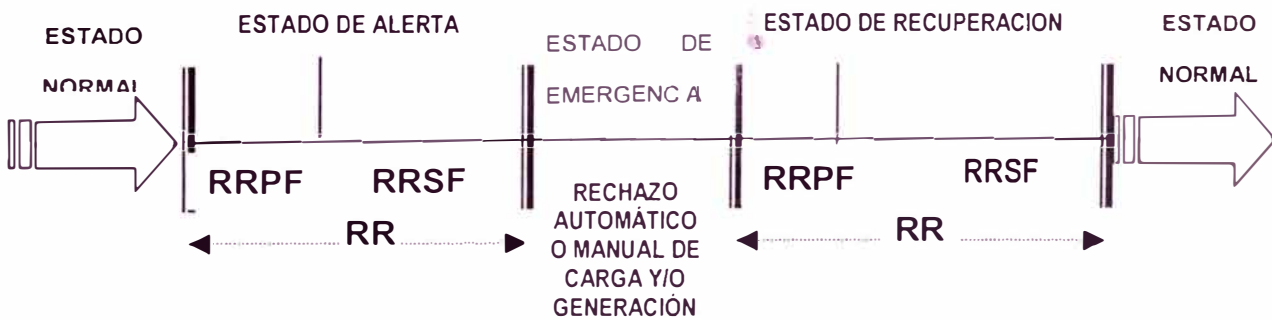 ESTADO
NORMAL
ESTADO DE ALERTA
ESTADO DE
EMERGENCA
ESTADO DE RECUPERACION
ESTADO
NORMAL
RRPF
RRSF
RR
RECHAZO
AUTOMÁTICO
O MANUAL DE
CARGA Y/O
GENERACIÓN
RRPF
RRSF
RR